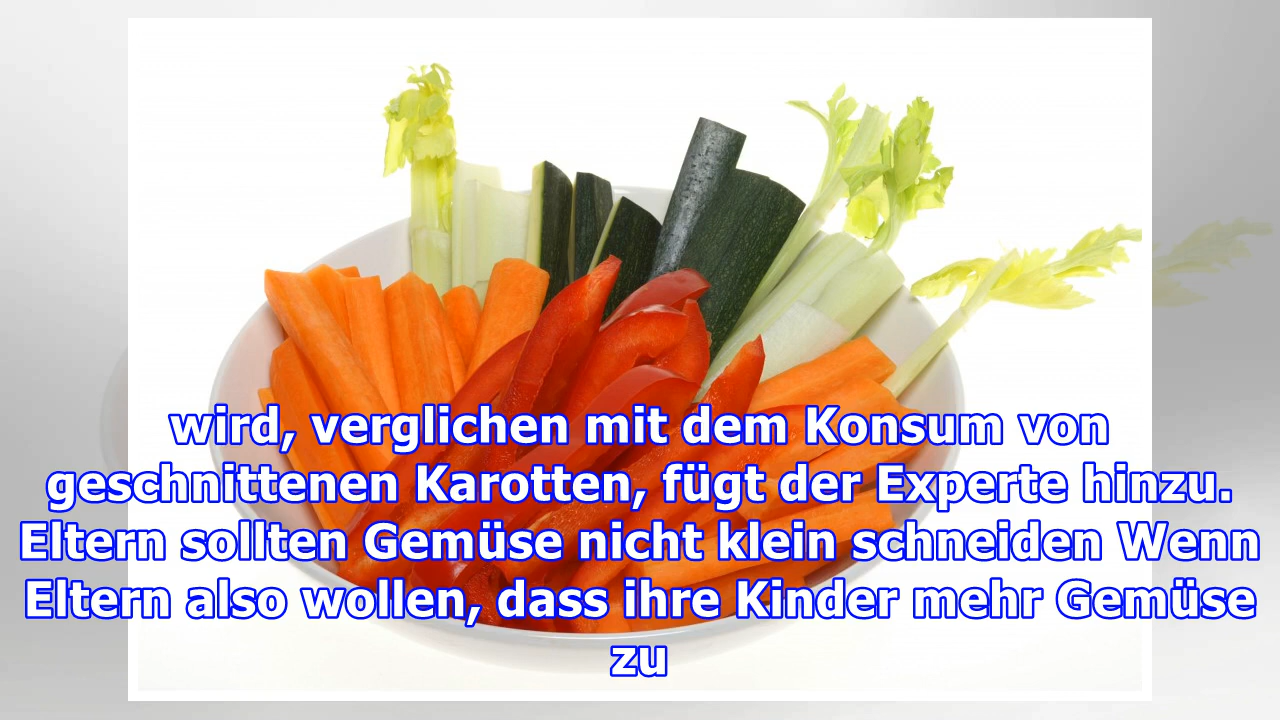 wird, verglichen mit dem Konsum von
geschnittenen Karotten, fügt der Experte hinzu.
Eltern sollten Gemüse nicht klein schneiden Wenn
Eltern also wollen, dass ihre Kinder mehr Gemüse
zu